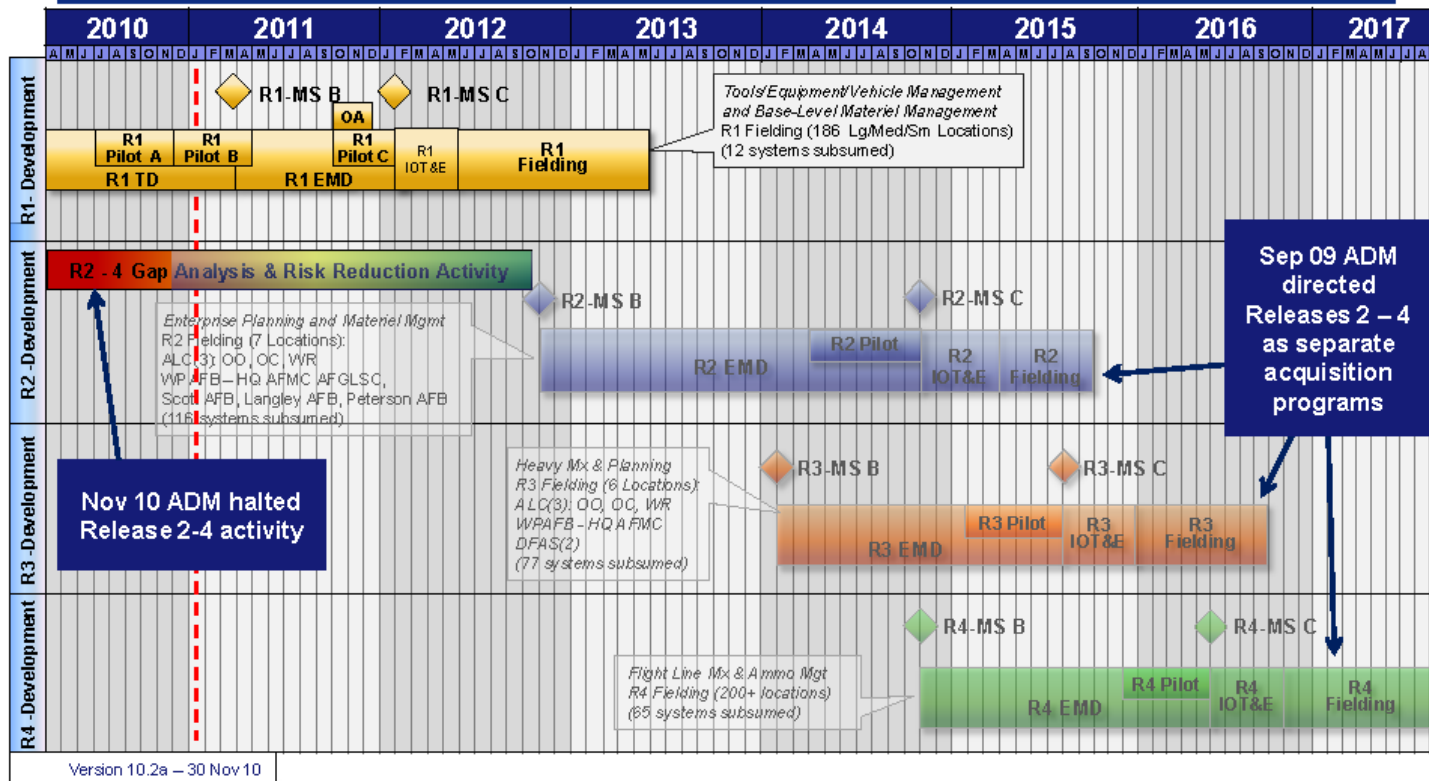 2010 2011 2012 2013 2014 2015 2016 2017
A M J J A S O N D J F M A M J J A S O N D J F M A M J J A S O N D J F M A M J J A S O N D J F M A M J J A S O N D J F M A M J J A S O N D J F M A M J J A S O N D J F M A M J J A
R1- Development
R1-MS B
R1-MS C
OA
R1
Pilot A
R1
Pilot B
R1
Pilot C
R1
IOT&E
R1
Fielding
R1 TD
R1 EMD
Tools/Equipment/Vehicle Management
and Base-Level Materiel Management
R1 Fielding (186 Lg/Med/Sm Locations)
(12 systems subsumed)
R2 -Development
R2 - 4 Gap Analysis & Risk Reduction Activity
R2-MS B
R2-MS C
Enterprise Planning and Materiel Mgmt
R2 Fielding (7 Locations):
ALC(3): OO, OC, WR
WPAFB – HQ AFMC AFGLSC,
Scott AFB, Langley AFB, Peterson AFB
(116 systems subsumed)
R2 EMD
R2 Pilot
R2
IOT&E
R2
Fielding
Sep 09 ADM
directed
Releases 2 – 4
as separate
acquisition
programs
R3 -Development
Nov 10 ADM halted
Release 2-4 activity
Heavy Mx & Planning
R3 Fielding (6 Locations):
ALC(3): OO, OC, WR
WPAFB – HQ AFMC
DFAS(2)
(77 systems subsumed)
R3-MS B
R3-MS C
R3 EMD
R3 Pilot
R3
IOT&E
R3
Fielding
R4 -Development
R4-MS B
R4-MS C
Flight Line Mx & Ammo Mgt
R4 Fielding (200+ locations)
(65 systems subsumed)
R4 EMD
R4 Pilot
R4
IOT&E
R4
Fielding
Version 10.2a – 30 Nov 10